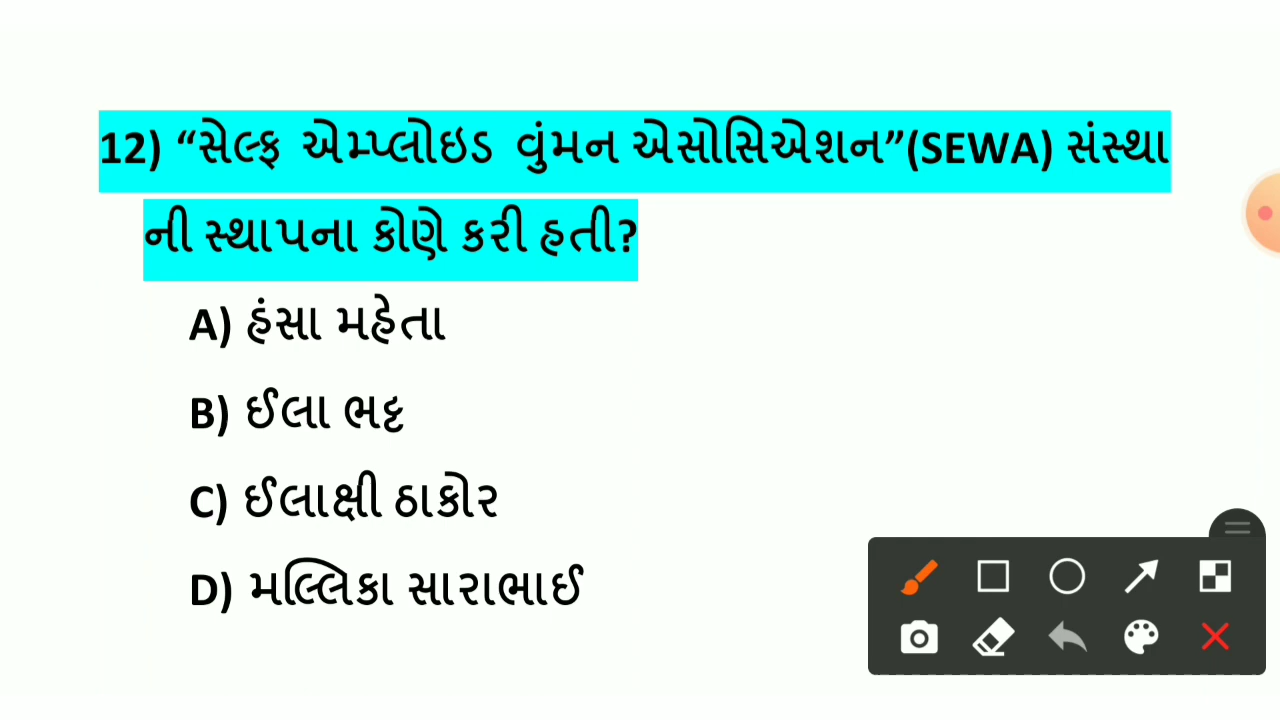 12) “સેલ્ફ એમ્પ્લોઇડ વુંમન એસોસિએશન”(SEWA) સંસ્થા
ની સ્થાપના કોણે કરી હતી?
A) હંસા મહેતા
B) ઈલા ભટ્ટ
C) ઈલાક્ષી ઠાકોર
D) મલ્લિકા સારાભાઈ